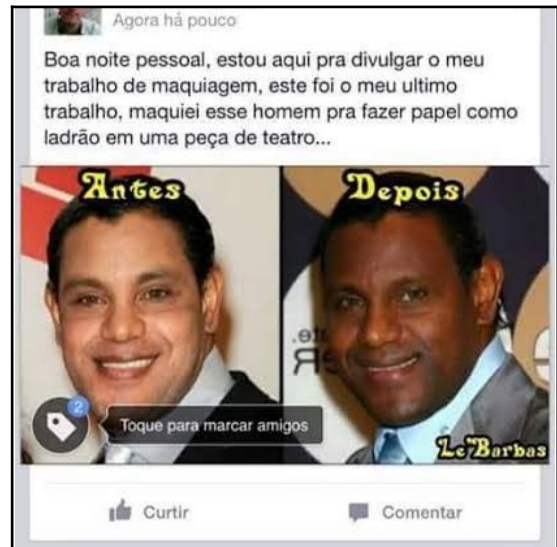 Agora há pouco
Boa noite pessoal, estou aqui pra divulgar o meu
trabalho de maquiagem, este foi o meu ultimo
trabalho, maquiei esse homem pra fazer papel como
ladrão em uma peça de teatro...
Antes
Depois
2
Toque para marcar amigos
Le Barbas
Curtir
Comentar